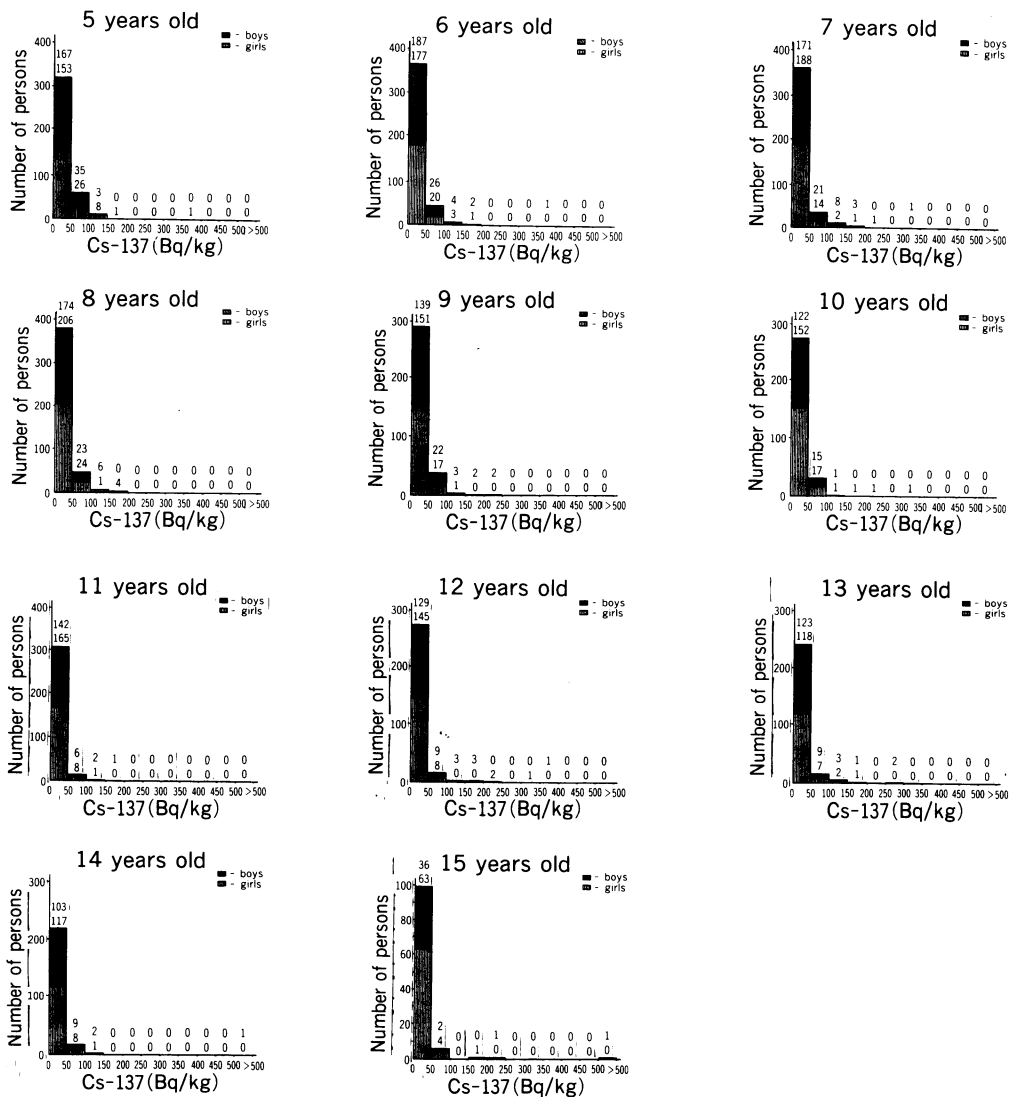 5 years old
- boys
- girls
Number of persons
400
300
200
100
0
167
153
35
26
3 0 0 0 0 0 0 0 0
8 1 0 0 1 0 0 0 0
0 50 100 150 200 250 300 350 400 450 500 >500
Cs-137(Bq/kg)
6 years old
- boys
- girls
Number of persons
300
200
100
0
187
177
26
20
4 2 0 0 0 1 0 0 0
3 1 0 0 0 0 0 0 0
0 50 100 150 200 250 300 350 400 450 500 >500
Cs-137(Bq/kg)
7 years old
- boys
- girls
Number of persons
400
300
200
100
0
171
188
21
14
8 3 0 0 1 0 0 0 0
2 1 1 0 0 0 0 0 0
0 50 100 150 200 250 300 350 400 450 500 >500
Cs-137(Bq/kg)
8 years old
- boys
- girls
Number of persons
400
300
200
100
0
174
206
23
24
6 0 0 0 0 0 0 0 0
1 4 0 0 0 0 0 0 0
0 50 100 150 200 250 300 350 400 450 500 >500
Cs-137(Bq/kg)
9 years old
- boys
- girls
Number of persons
300
200
100
0
139
151
22
17
3 2 2 0 0 0 0 0 0
1 0 0 0 0 0 0 0 0
0 50 100 150 200 250 300 350 400 450 500 >500
Cs-137(Bq/kg)
10 years old
- boys
- girls
Number of persons
300
200
100
0
122
152
15
17
1 0 0 0 0 0 0 0 0
1 1 1 0 1 0 0 0 0
0 50 100 150 200 250 300 350 400 450 500 >500
Cs-137(Bq/kg)
11 years old
- boys
- girls
Number of persons
400
300
200
100
0
142
165
6
8
2 1 0 0 0 0 0 0 0
1 0 0 0 0 0 0 0 0
0 50 100 150 200 250 300 350 400 450 500 >500
Cs-137(Bq/kg)
12 years old
- boys
- girls
Number of persons
300
200
100
0
129
145
9
8
3 3 0 0 0 1 0 0 0
0 0 2 0 1 0 0 0 0
0 50 100 150 200 250 300 350 400 450 500 >500
Cs-137(Bq/kg)
13 years old
- boys
- girls
Number of persons
300
200
100
0
123
118
9
7
3 1 0 2 0 0 0 0 0
2 1 0 0 0 0 0 0 0
0 50 100 150 200 250 300 350 400 450 500 >500
Cs-137(Bq/kg)
14 years old
- boys
- girls
Number of persons
300
200
100
0
103
117
9
8
2 0 0 0 0 0 0 0 1
1 0 0 0 0 0 0 0 0
0 50 100 150 200 250 300 350 400 450 500 >500
Cs-137(Bq/kg)
15 years old
- boys
- girls
Number of persons
100
80
60
40
20
0
36
63
2
4
0 0 1 0 0 0 0 0 1
0 1 0 0 0 0 0 0 0
0 50 100 150 200 250 300 350 400 450 500 >500
Cs-137(Bq/kg)